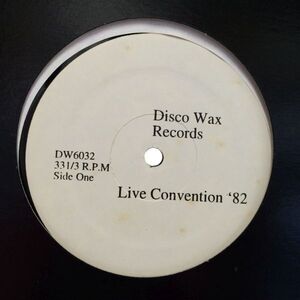 Disco Wax
Records
DW6032
331/3 R.P.M
Side One
Live Convention ‘82